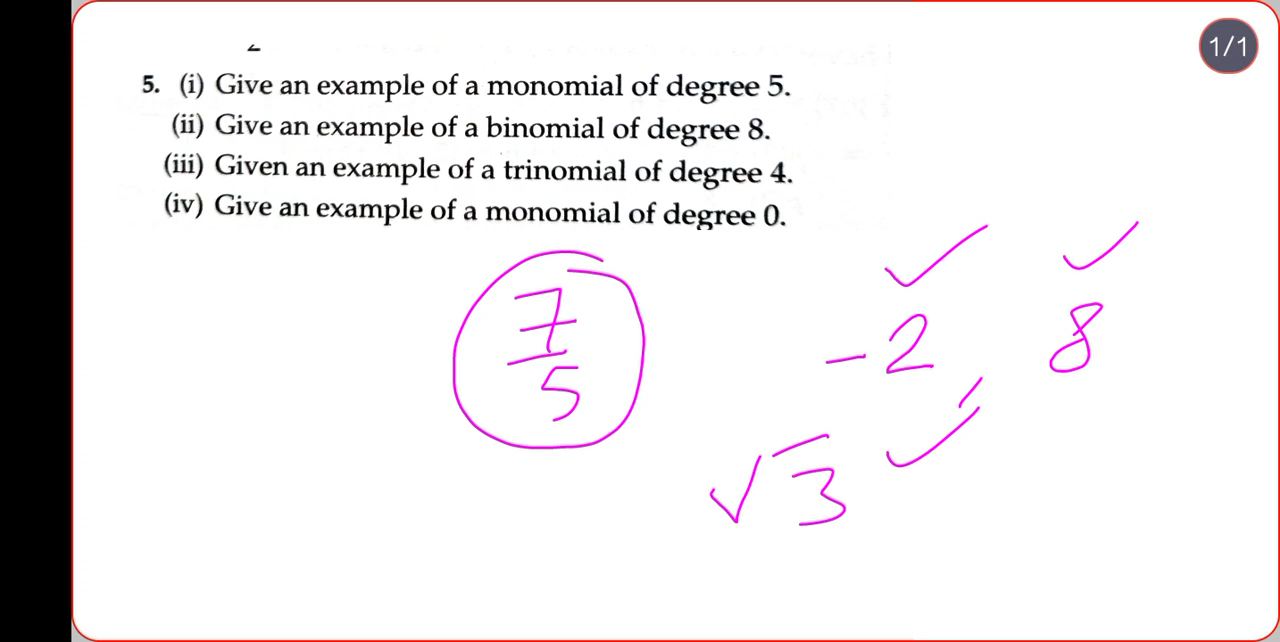 1/1
5. (i) Give an example of a monomial of degree 5.
(ii) Give an example of a binomial of degree 8.
(iii) Given an example of a trinomial of degree 4.
(iv) Give an example of a monomial of degree 0.
7/5
-2 8
√3